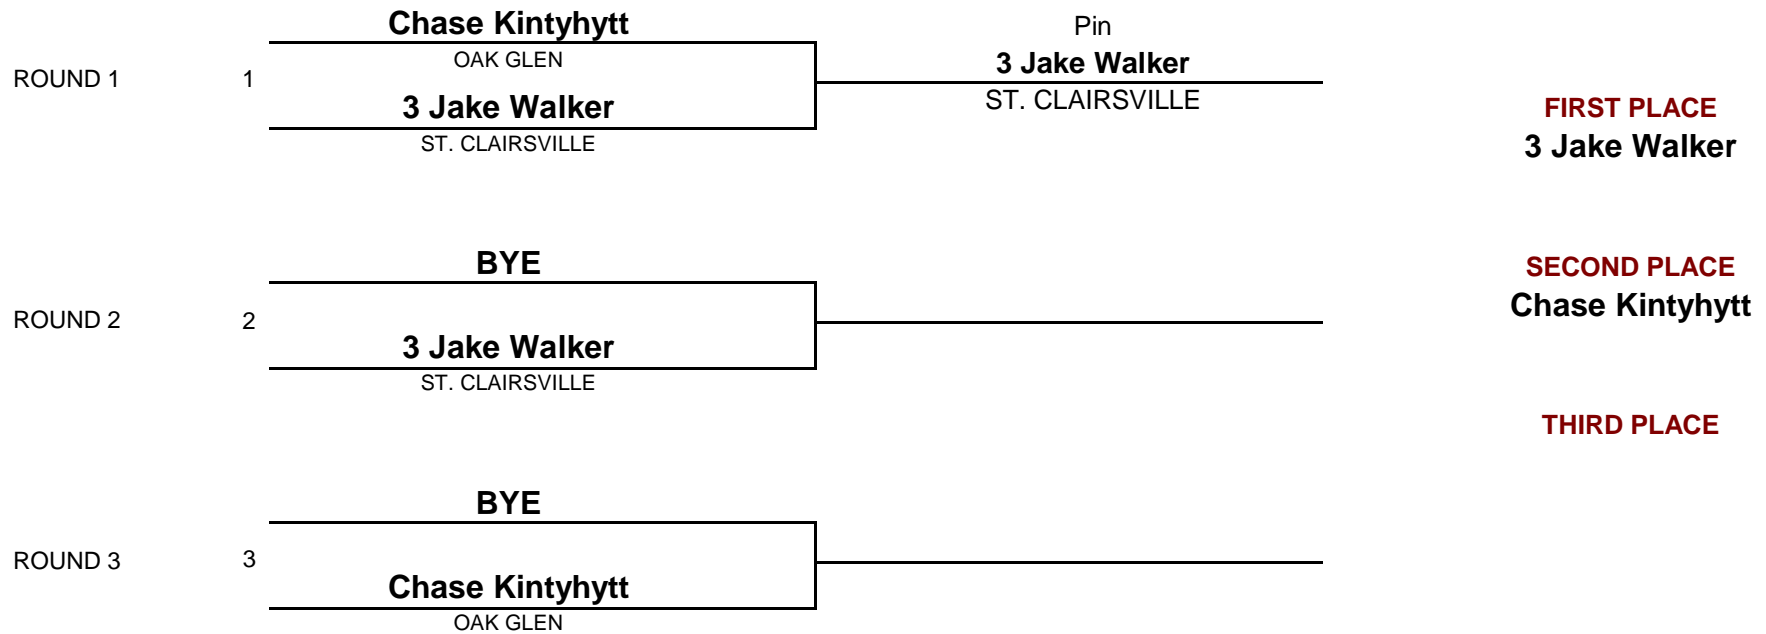 Chase Kintyhytt
OAK GLEN
ROUND 1
1
3 Jake Walker
ST. CLAIRSVILLE
Pin
3 Jake Walker
ST. CLAIRSVILLE
FIRST PLACE
3 Jake Walker
BYE
ROUND 2
2
3 Jake Walker
ST. CLAIRSVILLE
SECOND PLACE
Chase Kintyhytt
THIRD PLACE
BYE
ROUND 3
3
Chase Kintyhytt
OAK GLEN